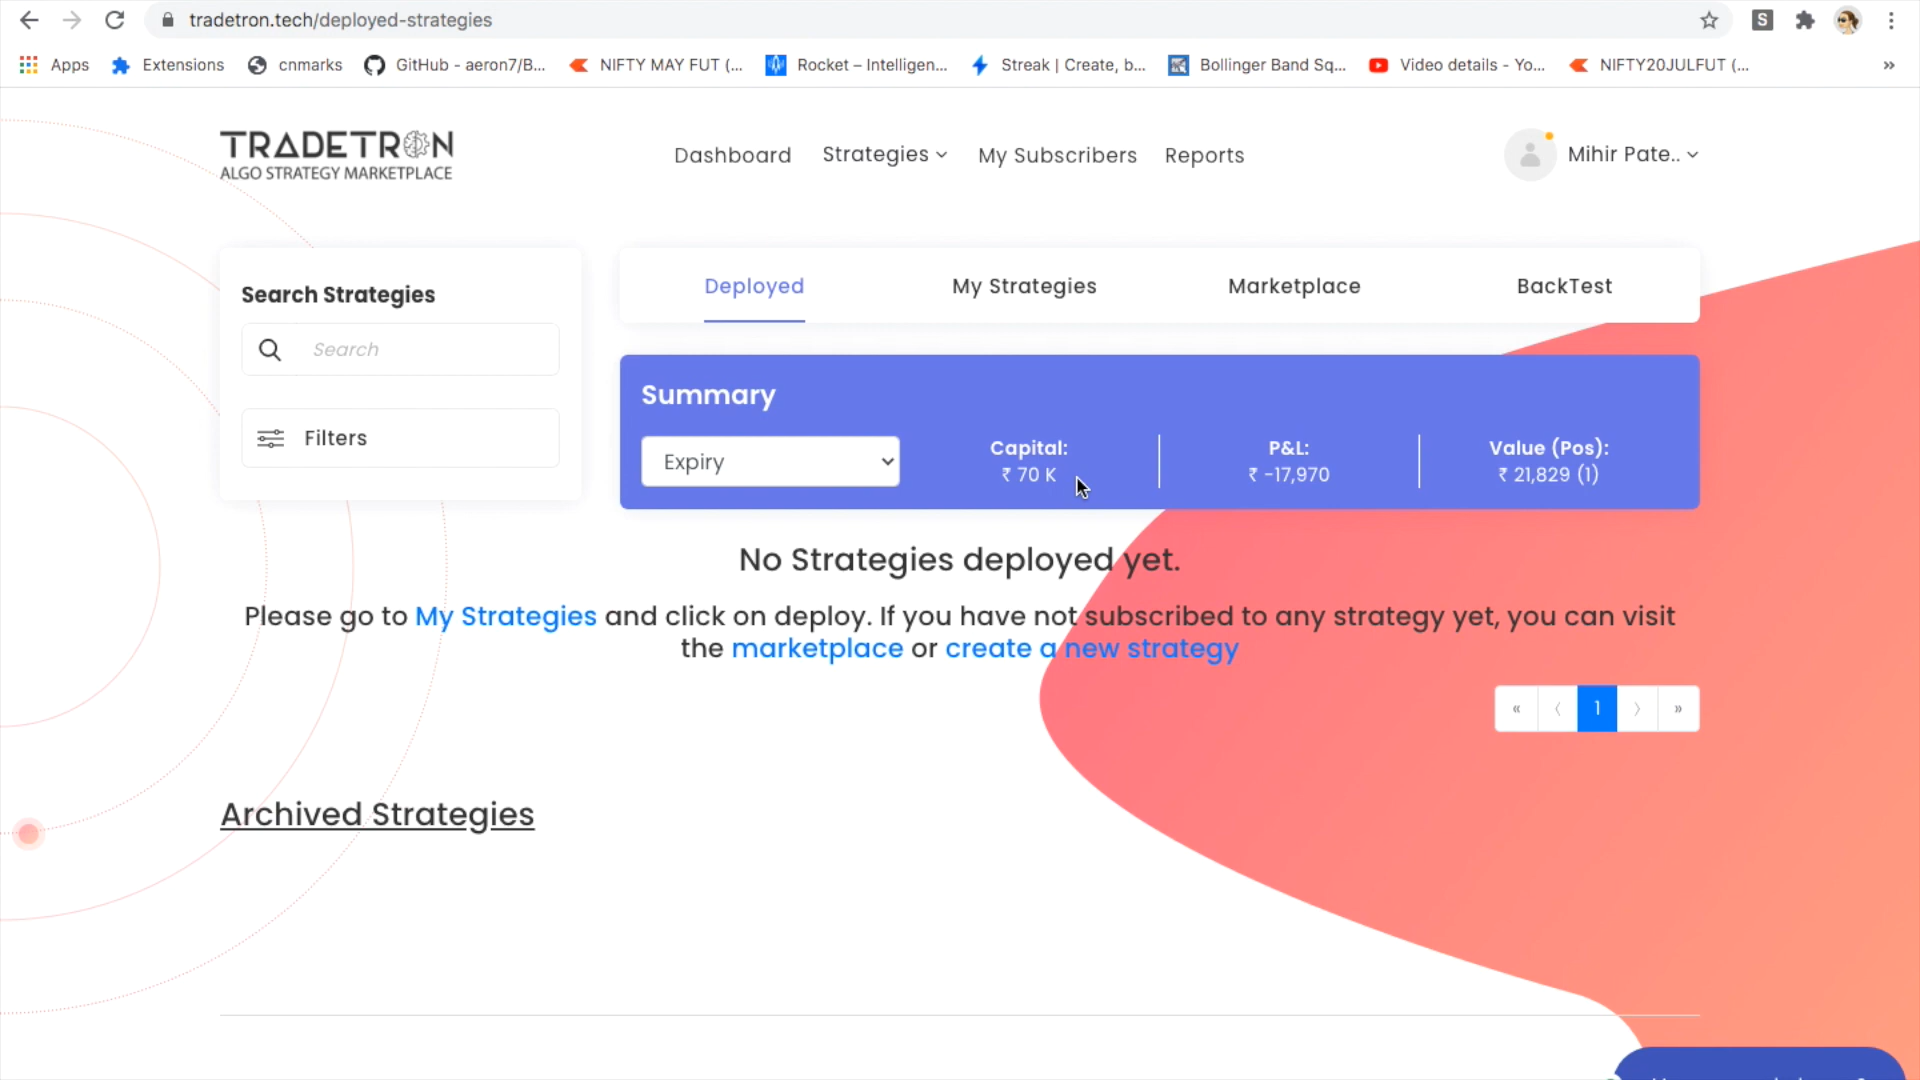 tradetron.tech/deployed-strategies
S
Apps Extensions cnmarks GitHub - aeron7/B... NIFTY MAY FUT (... Rocket – Intelligen... Streak | Create, b... Bollinger Band Sq... Video details - Yo... NIFTY20JULFUT (... »
TRADETRON
ALGO STRATEGY MARKETPLACE
Dashboard Strategies My Subscribers Reports
Mihir Pate..
Search Strategies
Search
Filters
Deployed My Strategies Marketplace BackTest
Summary
Expiry
Capital:
₹ 70 K
P&L:
₹ -17,970
Value (Pos):
₹ 21,829 (1)
No Strategies deployed yet.
Please go to My Strategies and click on deploy. If you have not subscribed to any strategy yet, you can visit
the marketplace or create a new strategy
« ‹ 1 › »
Archived Strategies